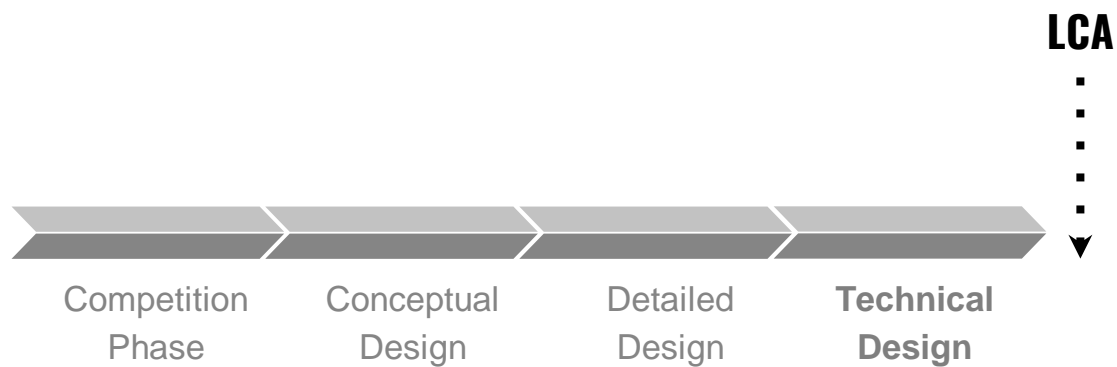 LCA
Competition
Phase
Conceptual
Design
Detailed
Design
Technical
Design